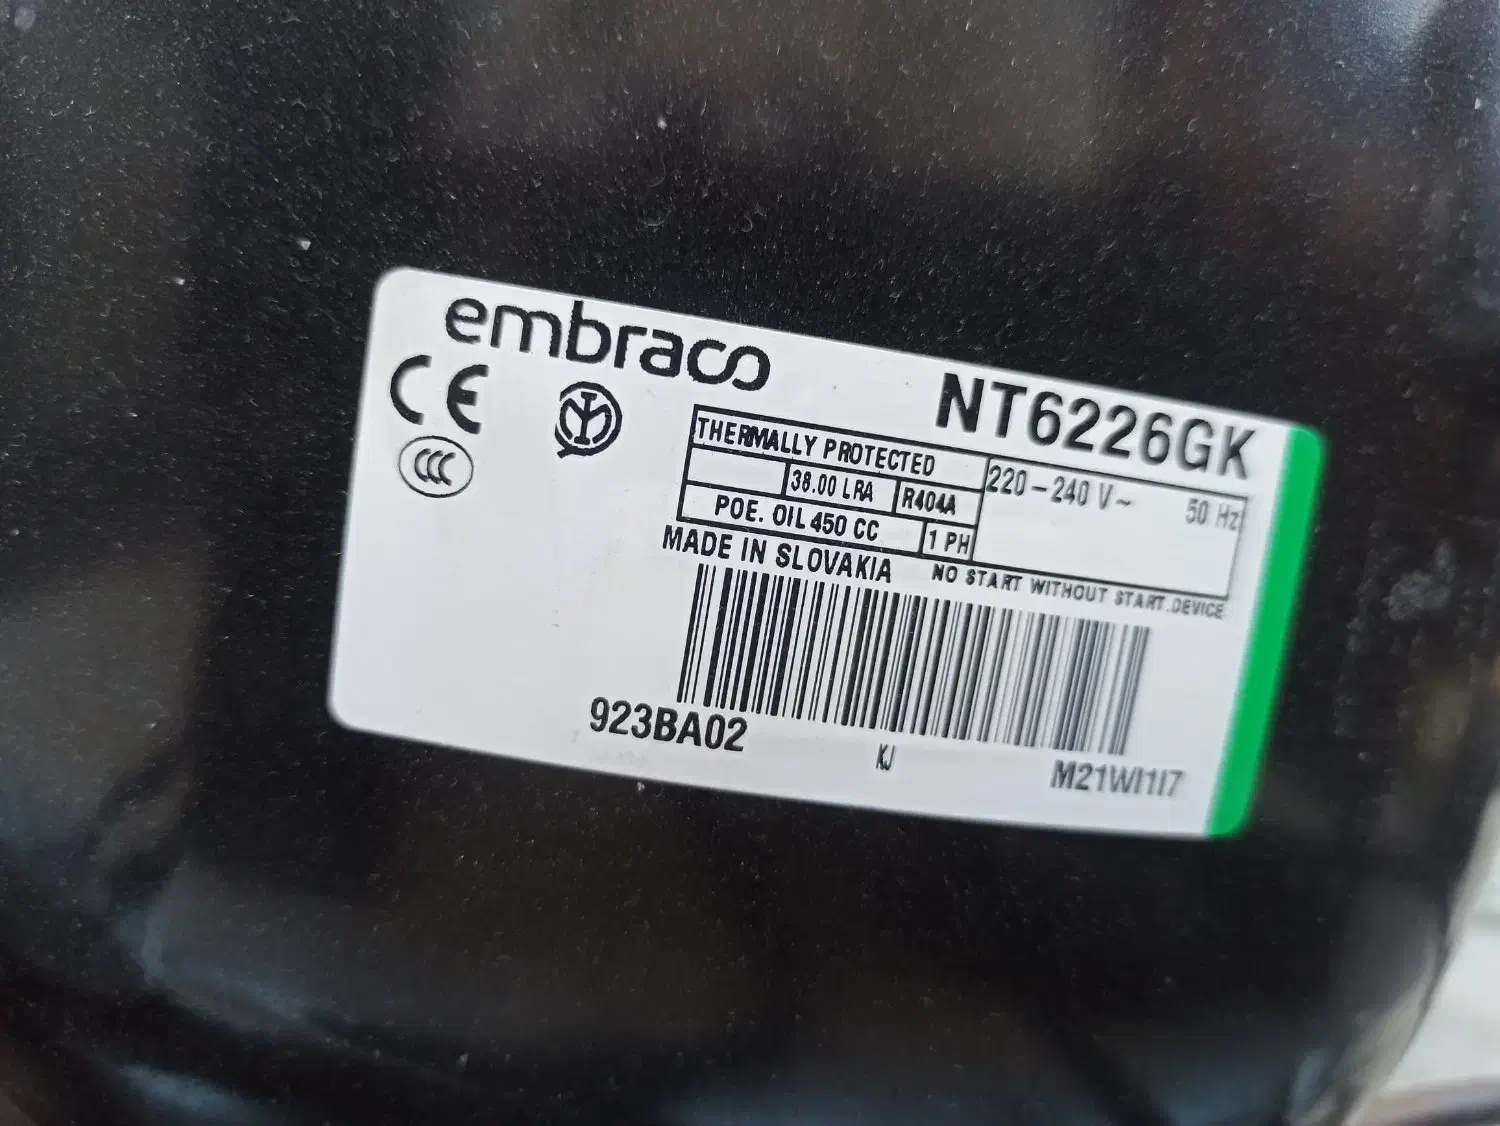 embraco
NT6226GK
CE
CCC
THERMALLY PROTECTED
220-240 V~ 50 Hz
38.00 LRA R404A
POE. OIL 450 CC 1 PH
MADE IN SLOVAKIA
NO START WITHOUT START.DEVICE
923BA02 KJ M21WI1I7